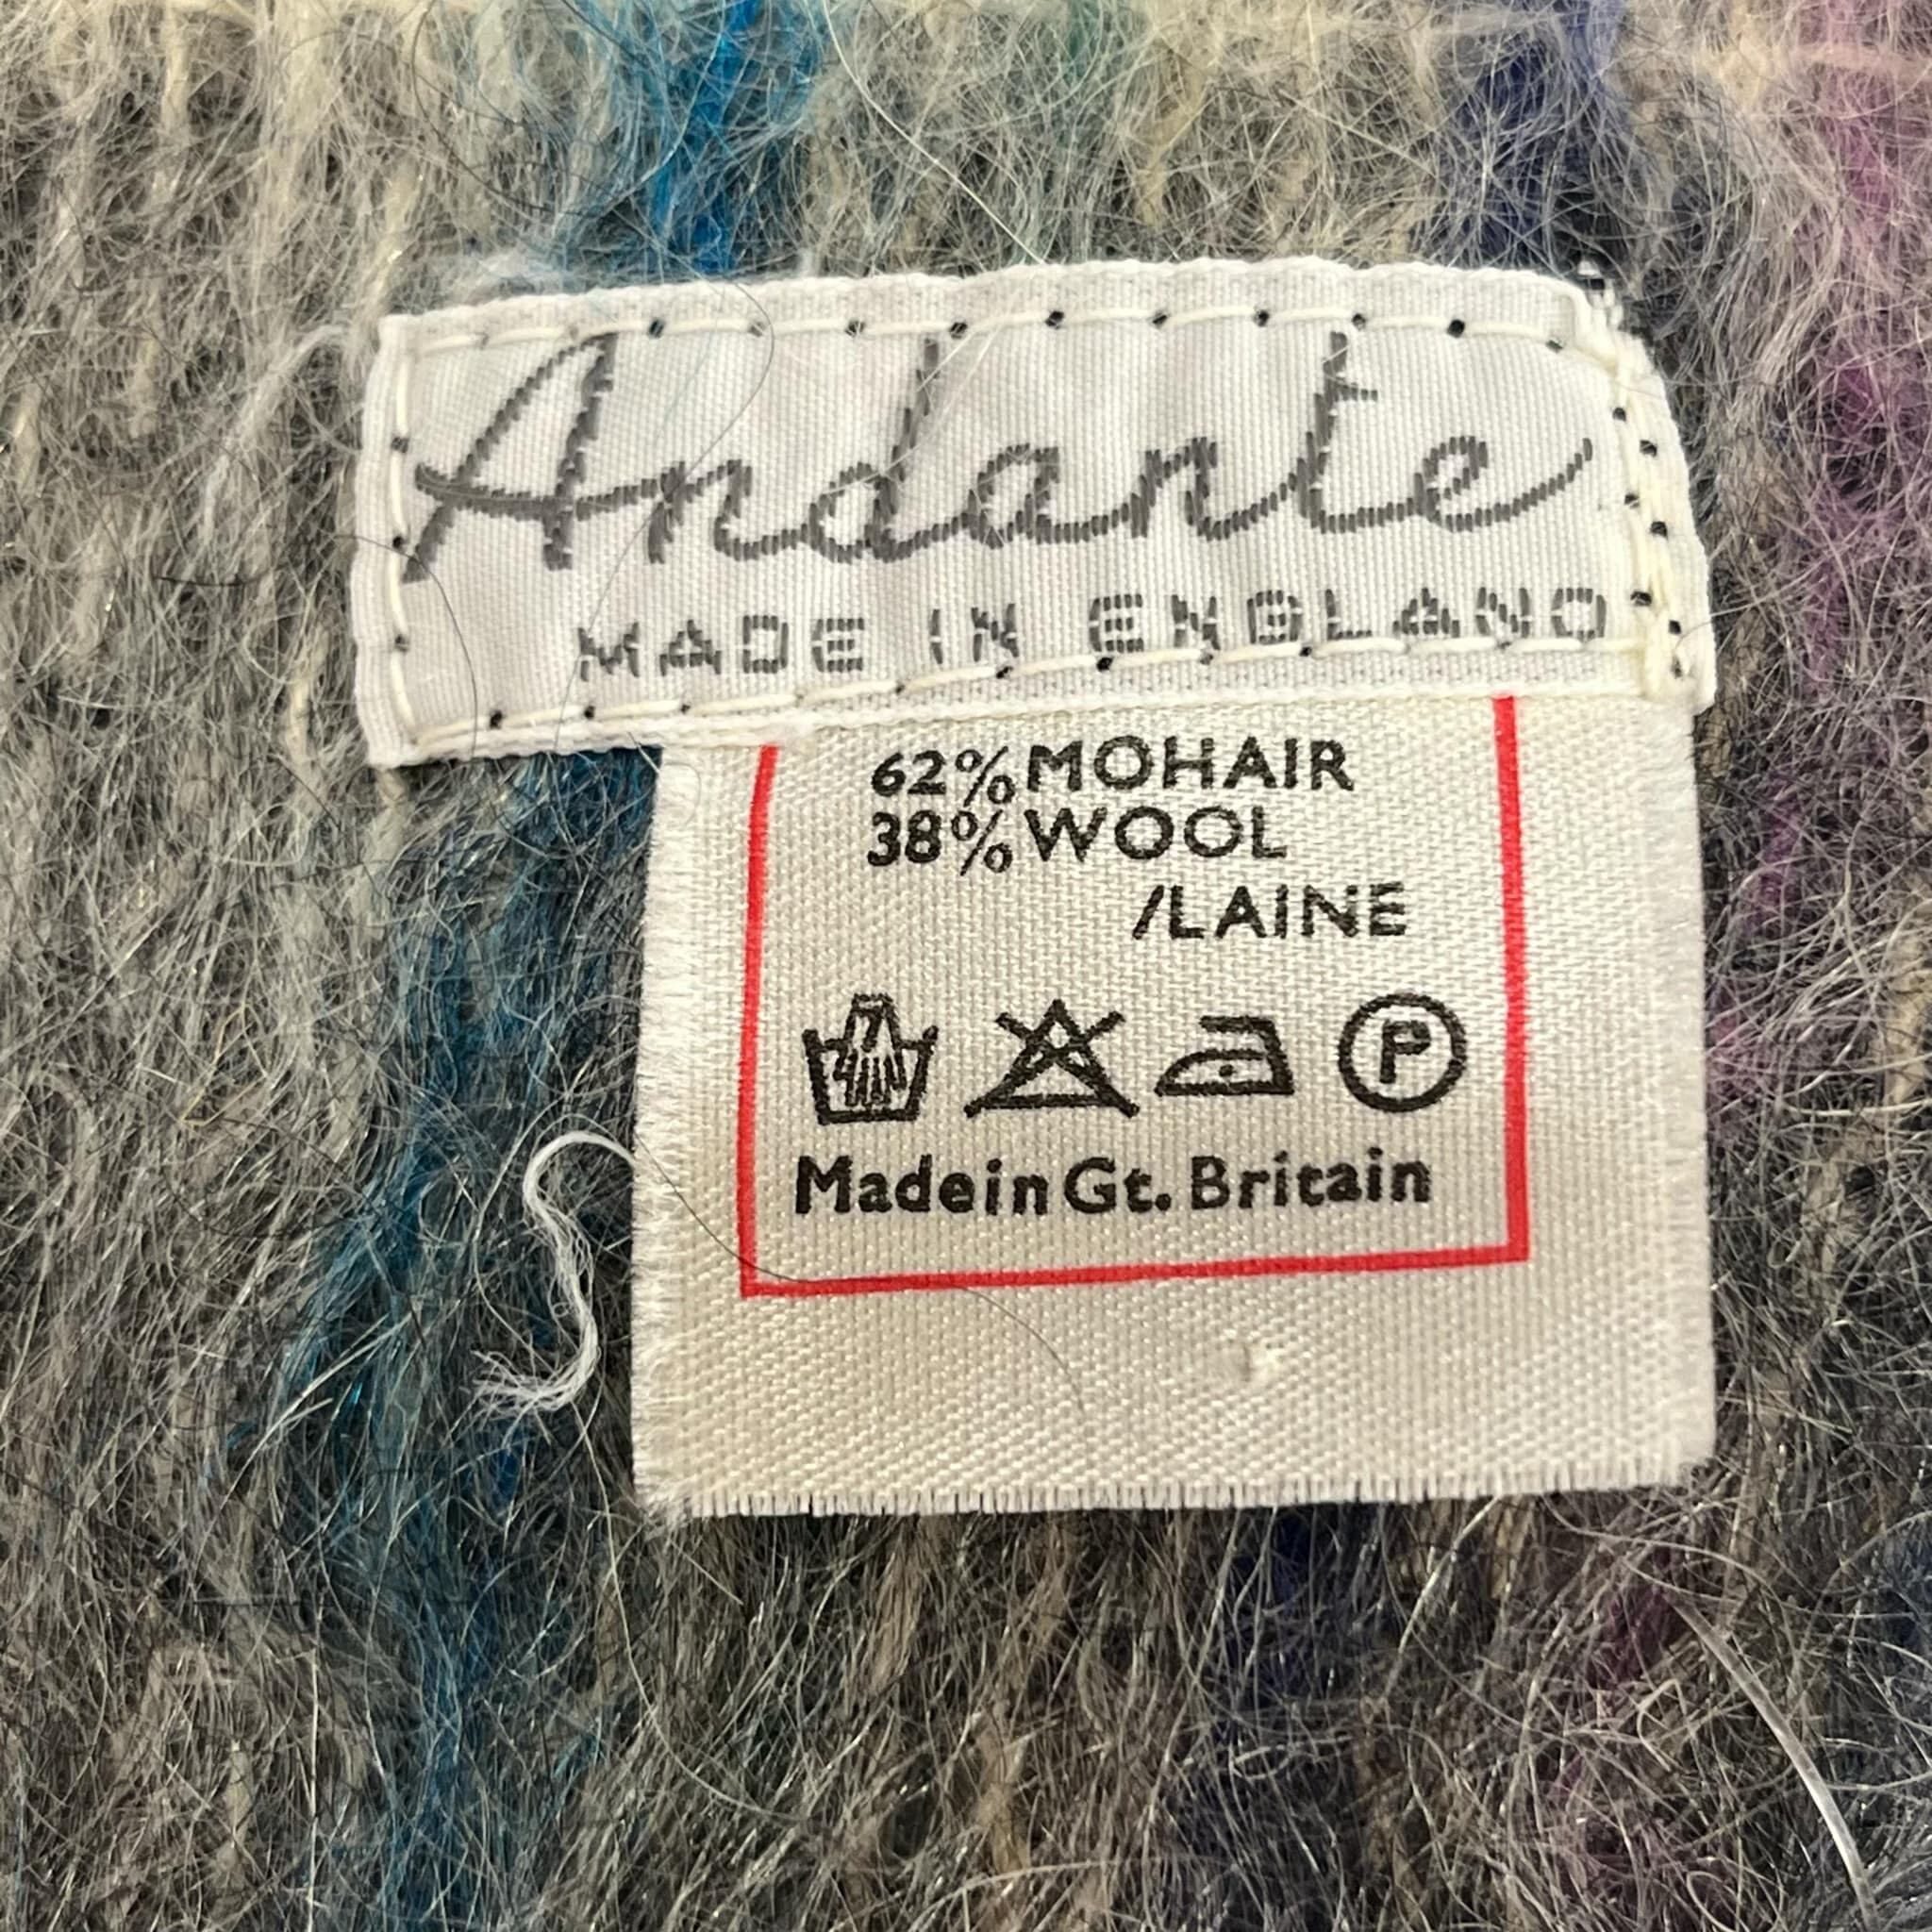 Andante
MADE IN ENGLAND
62% MOHAIR
38% WOOL
/LAINE
P
Made in Gt. Britain